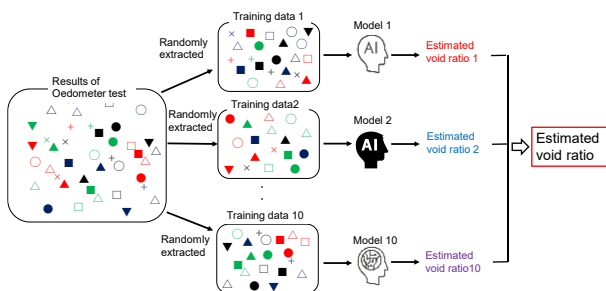 Training data 1
Model 1
Randomly
extracted
AI
Estimated
void ratio 1
Results of
Oedometer test
Randomly
extracted
Training data2
Model 2
AI
Estimated
void ratio 2
Estimated
void ratio
Randomly
extracted
Training data 10
Model 10
Estimated
void ratio10